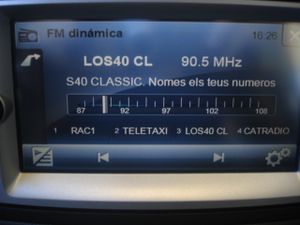 FM dinámica 16:26
LOS40 CL 90.5 MHz
S40 CLASSIC. Nomes els teus numeros
87 92 97 102 108
1 RAC1 2 TELETAXI 3 LOS40 CL 4 CATRADIO